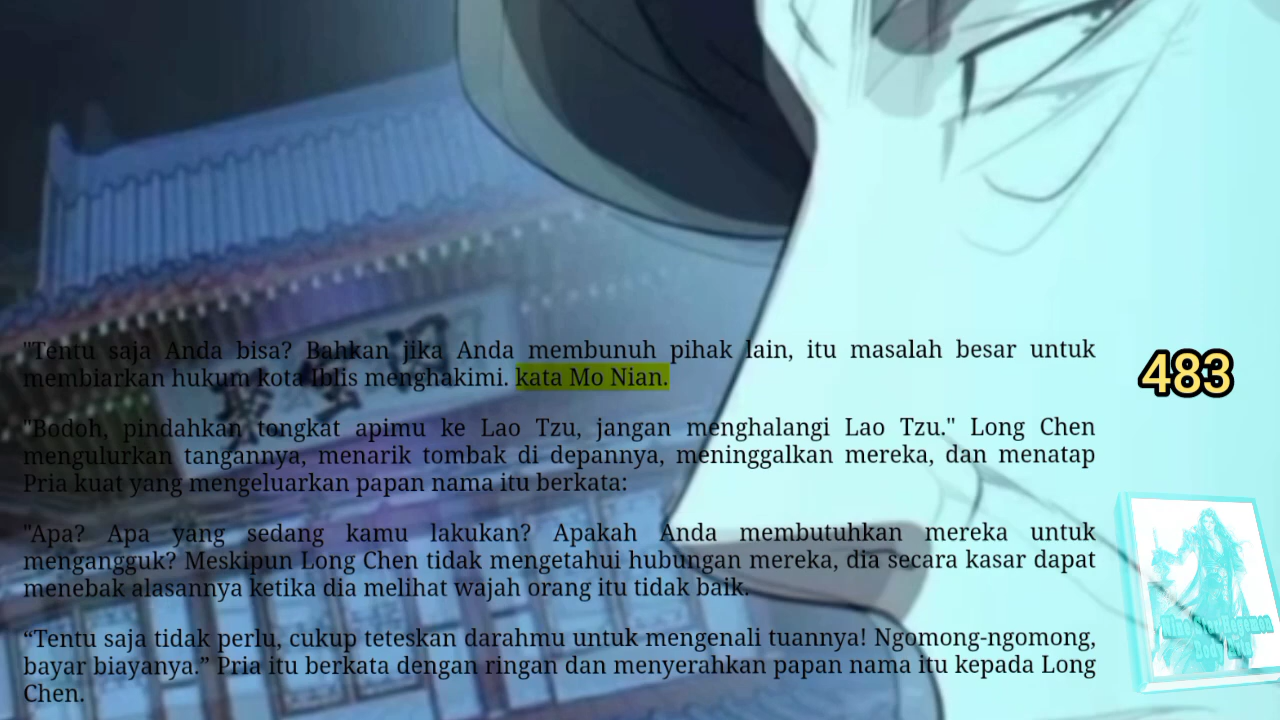 "Tentu saja Anda bisa? Bahkan jika Anda membunuh pihak lain, itu masalah besar untuk
membiarkan hukum kota Iblis menghakimi. kata Mo Nian.
483
"Bodoh, pindahkan tongkat apimu ke Lao Tzu, jangan menghalangi Lao Tzu." Long Chen
mengulurkan tangannya, menarik tombak di depannya, meninggalkan mereka, dan menatap
Pria kuat yang mengeluarkan papan nama itu berkata:
"Apa? Apa yang sedang kamu lakukan? Apakah Anda membutuhkan mereka untuk
mengangguk? Meskipun Long Chen tidak mengetahui hubungan mereka, dia secara kasar dapat
menebak alasannya ketika dia melihat wajah orang itu tidak baik.
“Tentu saja tidak perlu, cukup teteskan darahmu untuk mengenali tuannya! Ngomong-ngomong,
bayar biayanya.” Pria itu berkata dengan ringan dan menyerahkan papan nama itu kepada Long
Chen.